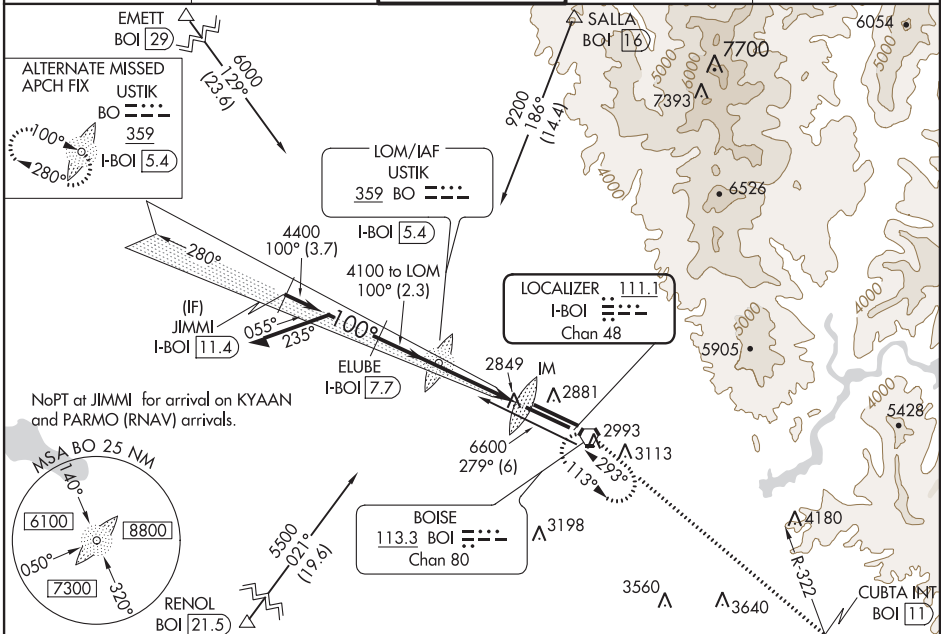 EMETT
BOI 29
6000
129°
(23.6)
SALLA
BOI 16
9200
186°
(14.4)
6054
5000
6000
7700
7393
5000
4000
6526
ALTERNATE MISSED
APCH FIX
USTIK
BO
359
I-BOI 5.4
100°
280°
LOM/IAF
USTIK
359 BO
I-BOI 5.4
280°
4400
100° (3.7)
4100 to LOM
100° (2.3)
LOCALIZER 111.1
I-BOI
Chan 48
(IF)
JIMMI
I-BOI 11.4
055°
235°
100°
ELUBE
I-BOI 7.7
2849
IM
2881
5000
5905
4000
4000
5428
NoPT at JIMMI for arrival on KYAAN
and PARMO (RNAV) arrivals.
6600
279° (6)
2993
3113
293°
113°
MSA BO 25 NM
140°
6100
8800
050°
7300
320°
5500
021°
(19.6)
RENOL
BOI 21.5
BOISE
113.3 BOI
Chan 80
3198
4180
R-322
3560
3640
CUBTA INT
BOI 11